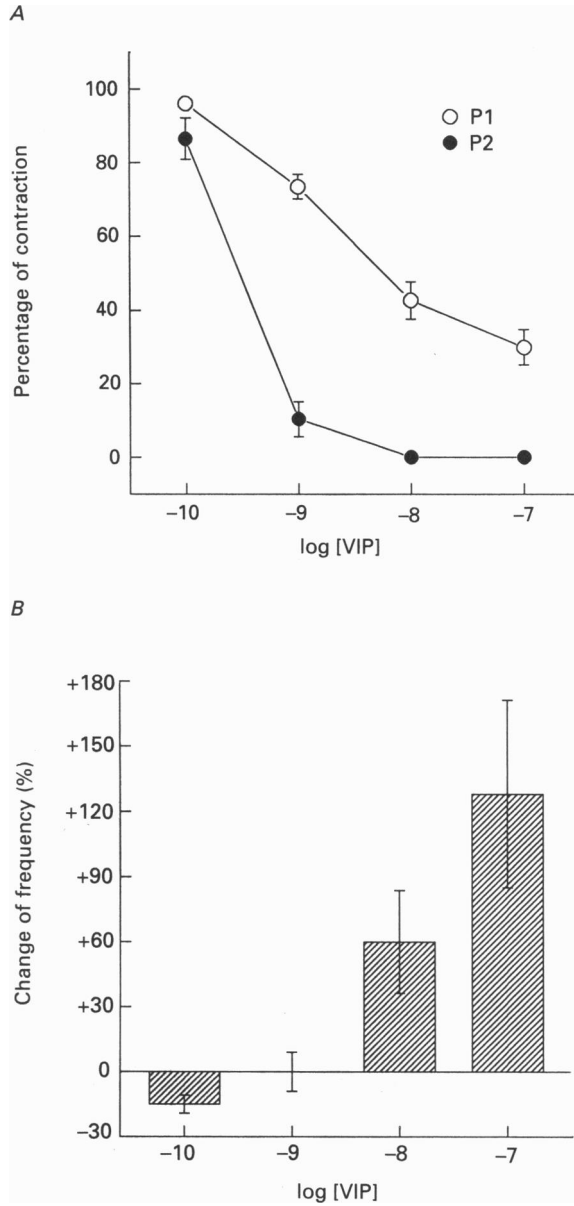 A
Percentage of contraction
100
80
60
40
20
0
P1
P2
–10
–9
–8
–7
log [VIP]
B
Change of frequency (%)
+180
+150
+120
+90
+60
+30
0
–30
–10
–9
–8
–7
log [VIP]